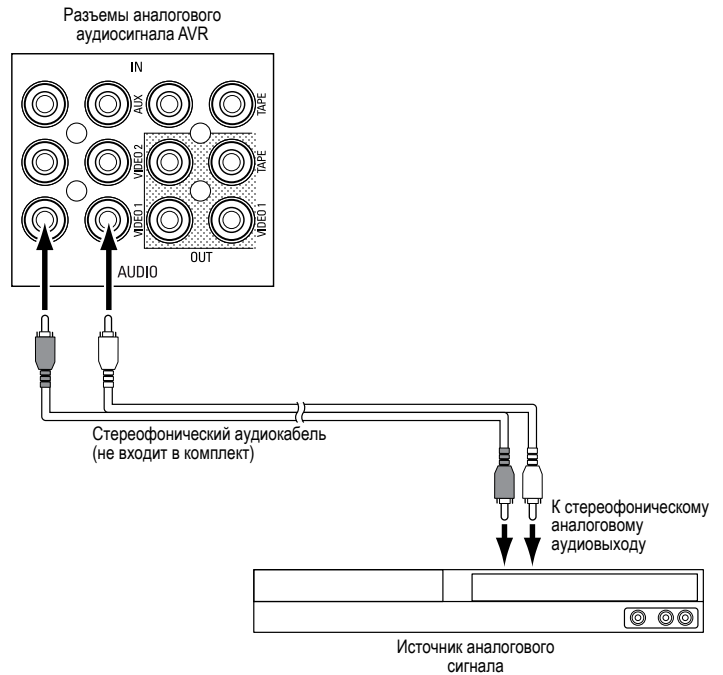 Разъемы аналогового
аудиосигнала AVR
IN
AUX
TAPE
VIDEO 2
TAPE
VIDEO 1
VIDEO 1
OUT
AUDIO
Стереофонический аудиокабель
(не входит в комплект)
К стереофоническому
аналоговому
аудиовыходу
Источник аналогового
сигнала